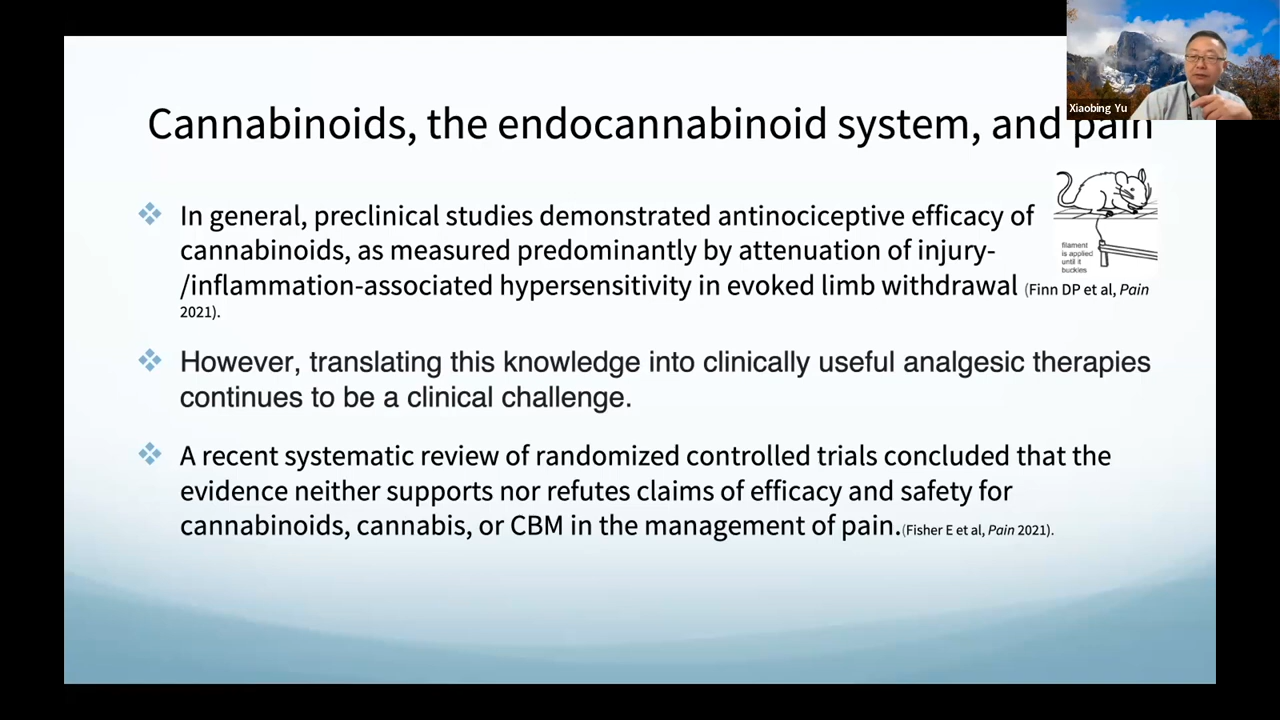 Xiaobing Yu
Cannabinoids, the endocannabinoid system, and pain
In general, preclinical studies demonstrated antinociceptive efficacy of
cannabinoids, as measured predominantly by attenuation of injury-
/inflammation-associated hypersensitivity in evoked limb withdrawal (Finn DP et al, Pain
2021).
filament
is applied
until it
buckles
However, translating this knowledge into clinically useful analgesic therapies
continues to be a clinical challenge.
A recent systematic review of randomized controlled trials concluded that the
evidence neither supports nor refutes claims of efficacy and safety for
cannabinoids, cannabis, or CBM in the management of pain.(Fisher E et al, Pain 2021).